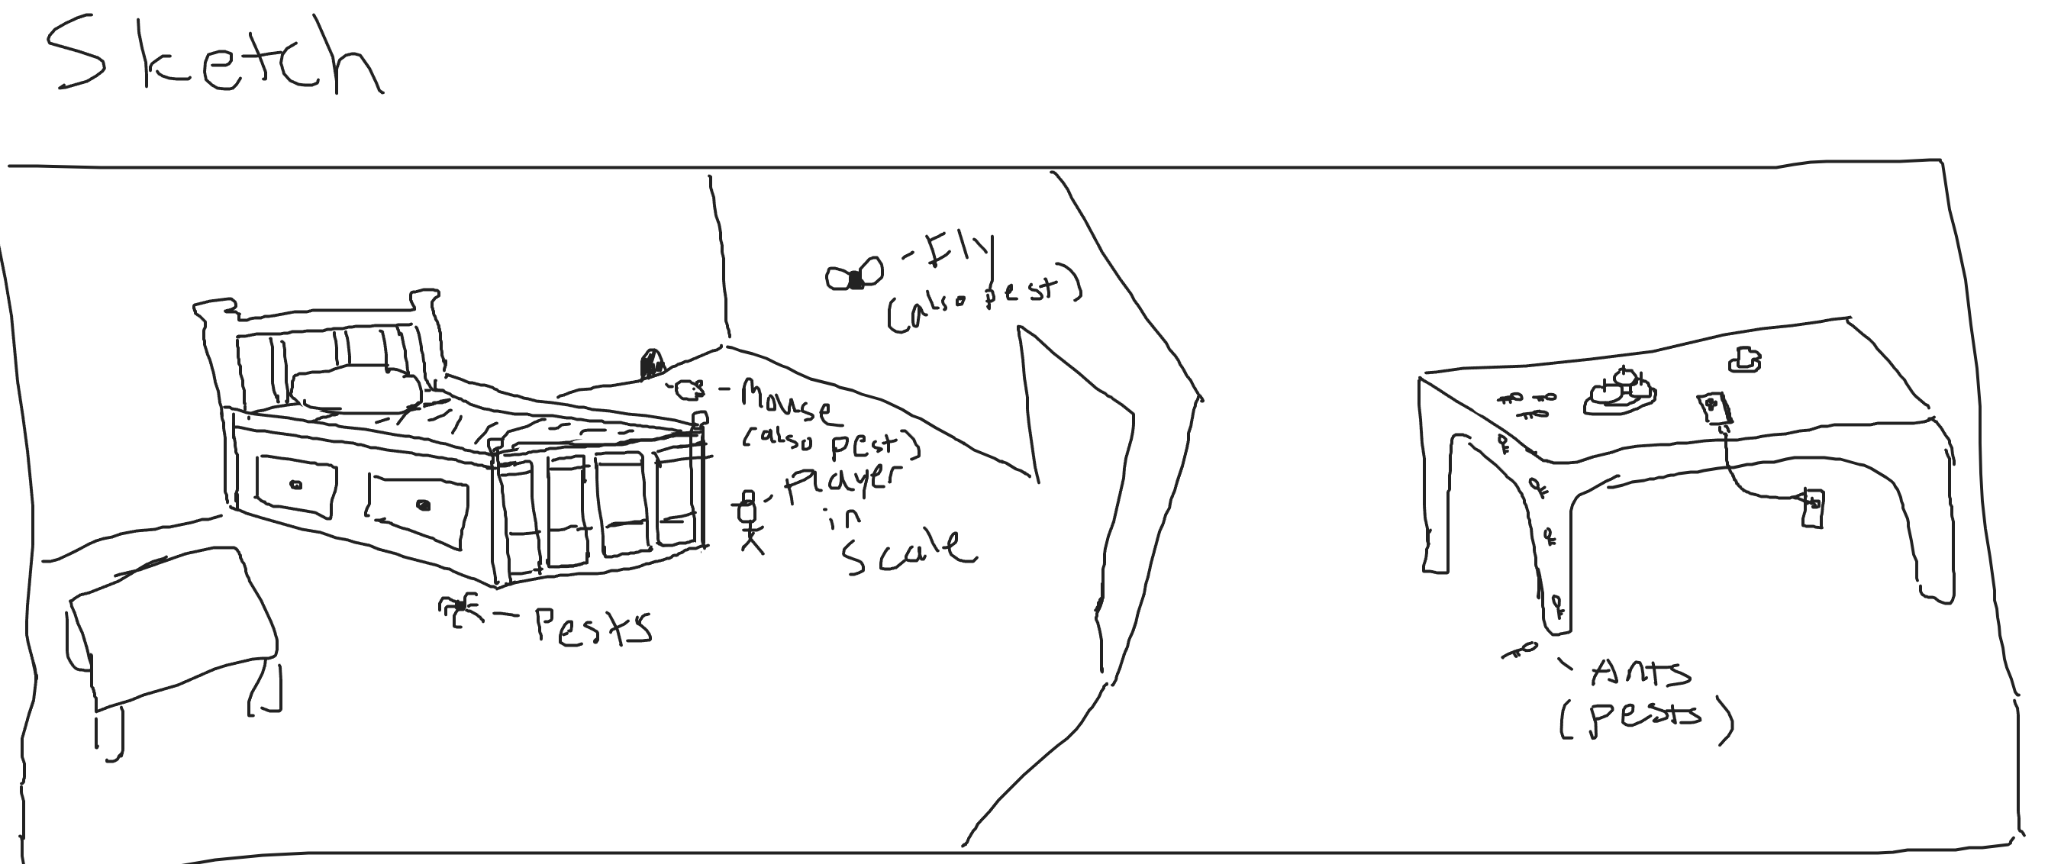 Sketch
- Fly
(also pest)
- Mouse
(also pest)
- Player
in
Scale
- Pests
- Ants
(pests)